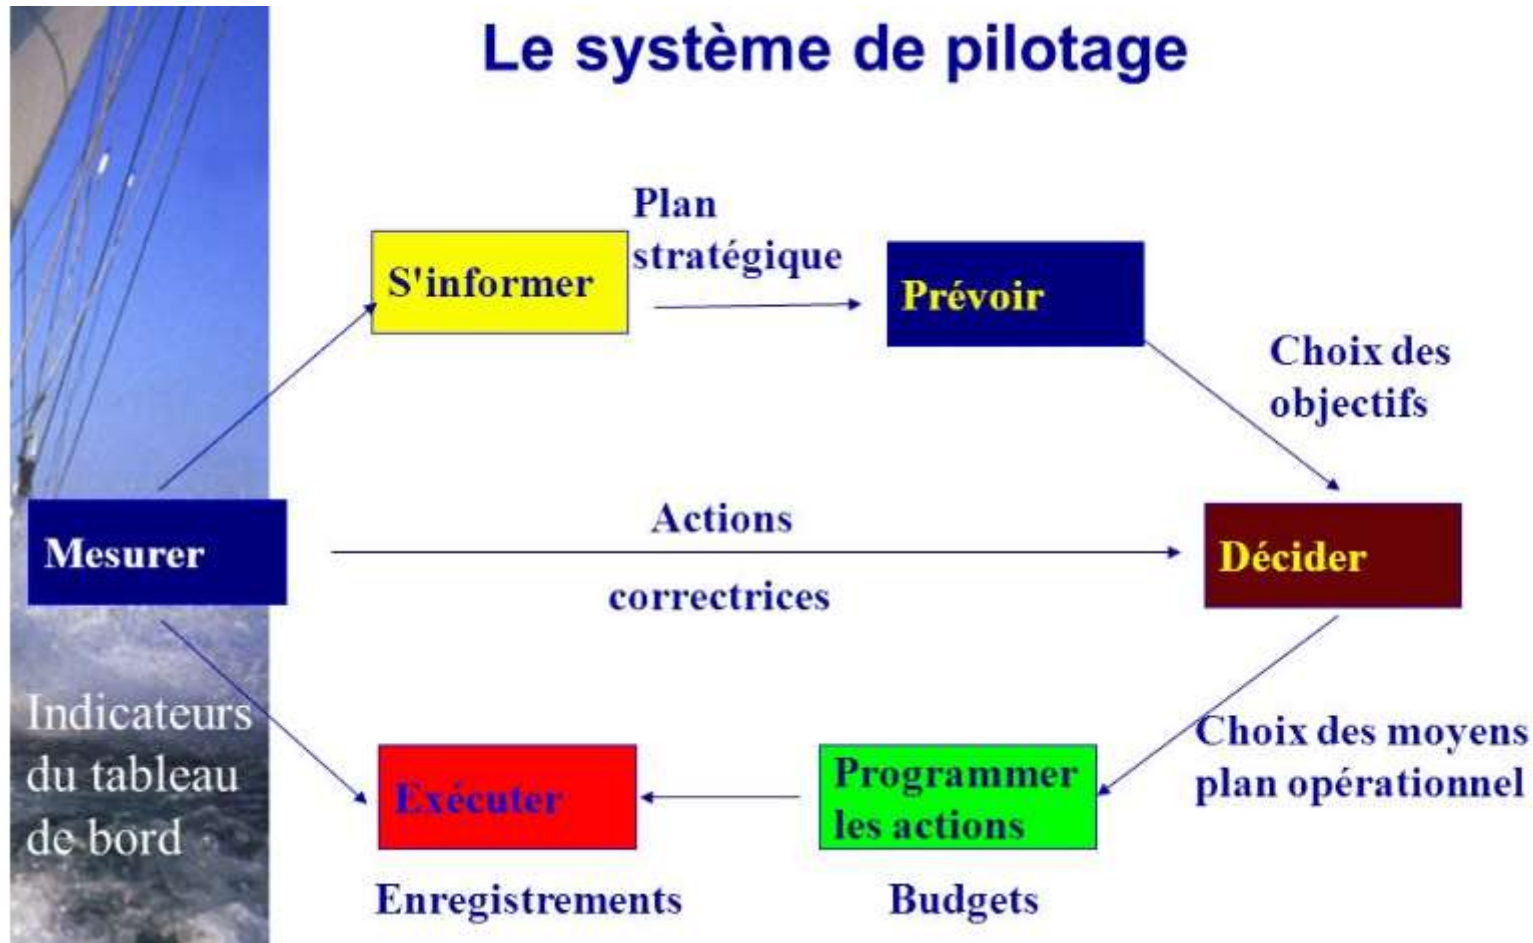 Le système de pilotage
Plan
stratégique
S'informer
Prévoir
Choix des
objectifs
Mesurer
Actions
correctrices
Décider
Indicateurs
du tableau
de bord
Exécuter
Programmer
les actions
Choix des moyens
plan opérationnel
Enregistrements
Budgets